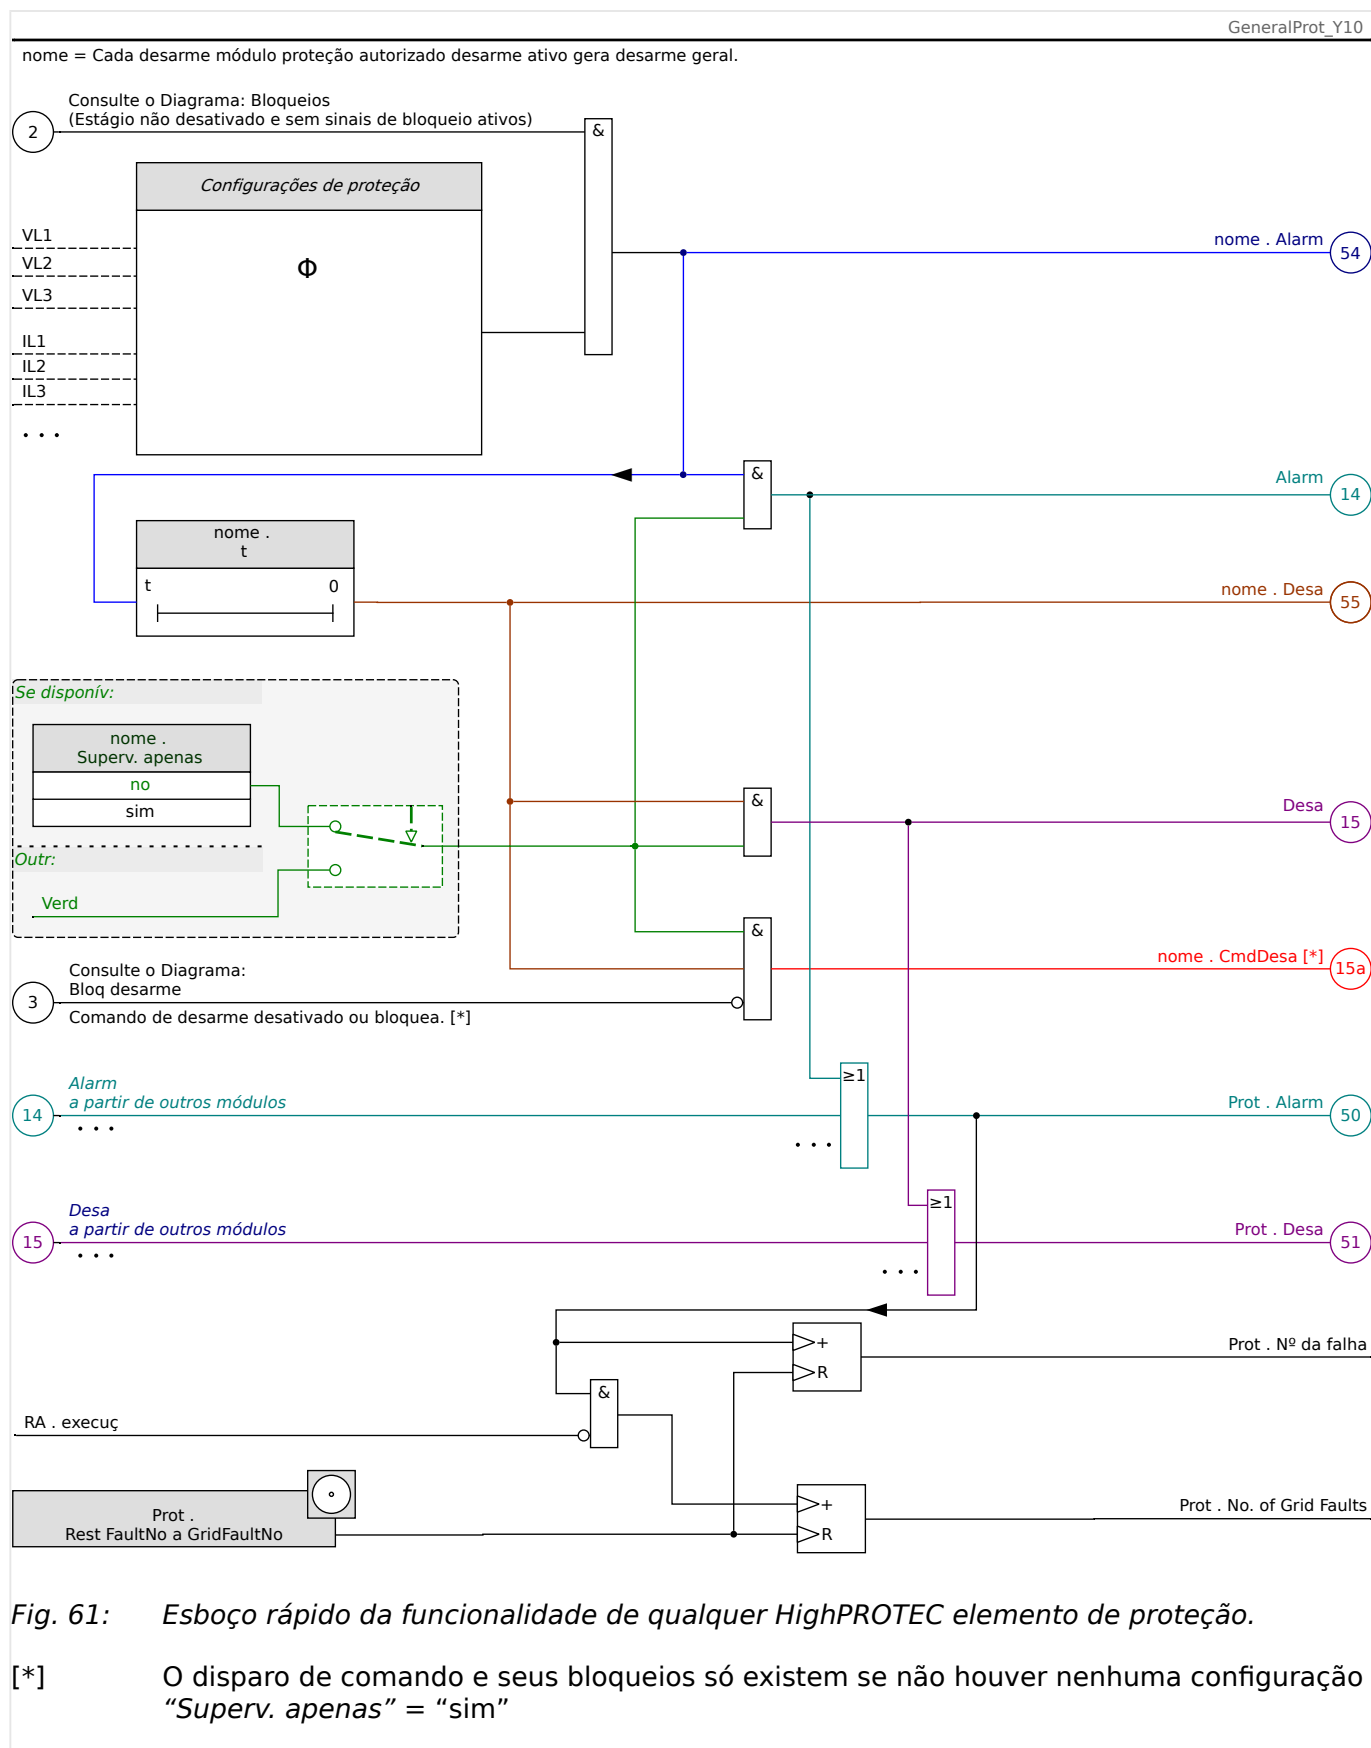 GeneralProt_Y10
nome = Cada desarme módulo proteção autorizado desarme ativo gera desarme geral.
Consulte o Diagrama: Bloqueios
(Estágio não desativado e sem sinais de bloqueio ativos)
2
&
Configurações de proteção
Φ
VL1
VL2
VL3
IL1
IL2
IL3
. . .
nome . Alarm
54
&
Alarm
14
nome .
t
t 0
nome . Desa
55
Se disponív:
nome .
Superv. apenas
no
sim
Outr:
Verd
&
Desa
15
&
nome . CmdDesa [*]
15a
Consulte o Diagrama:
Bloq desarme
3
Comando de desarme desativado ou bloquea. [*]
Alarm
a partir de outros módulos
14
. . .
≥1
. . .
Prot . Alarm
50
Desa
a partir de outros módulos
15
. . .
≥1
. . .
Prot . Desa
51
+
R
Prot . Nº da falha
&
RA . execuç
Prot .
Rest FaultNo a GridFaultNo
+
R
Prot . No. of Grid Faults
Fig. 61: Esboço rápido da funcionalidade de qualquer HighPROTEC elemento de proteção.
[*] O disparo de comando e seus bloqueios só existem se não houver nenhuma configuração
“Superv. apenas” = “sim”